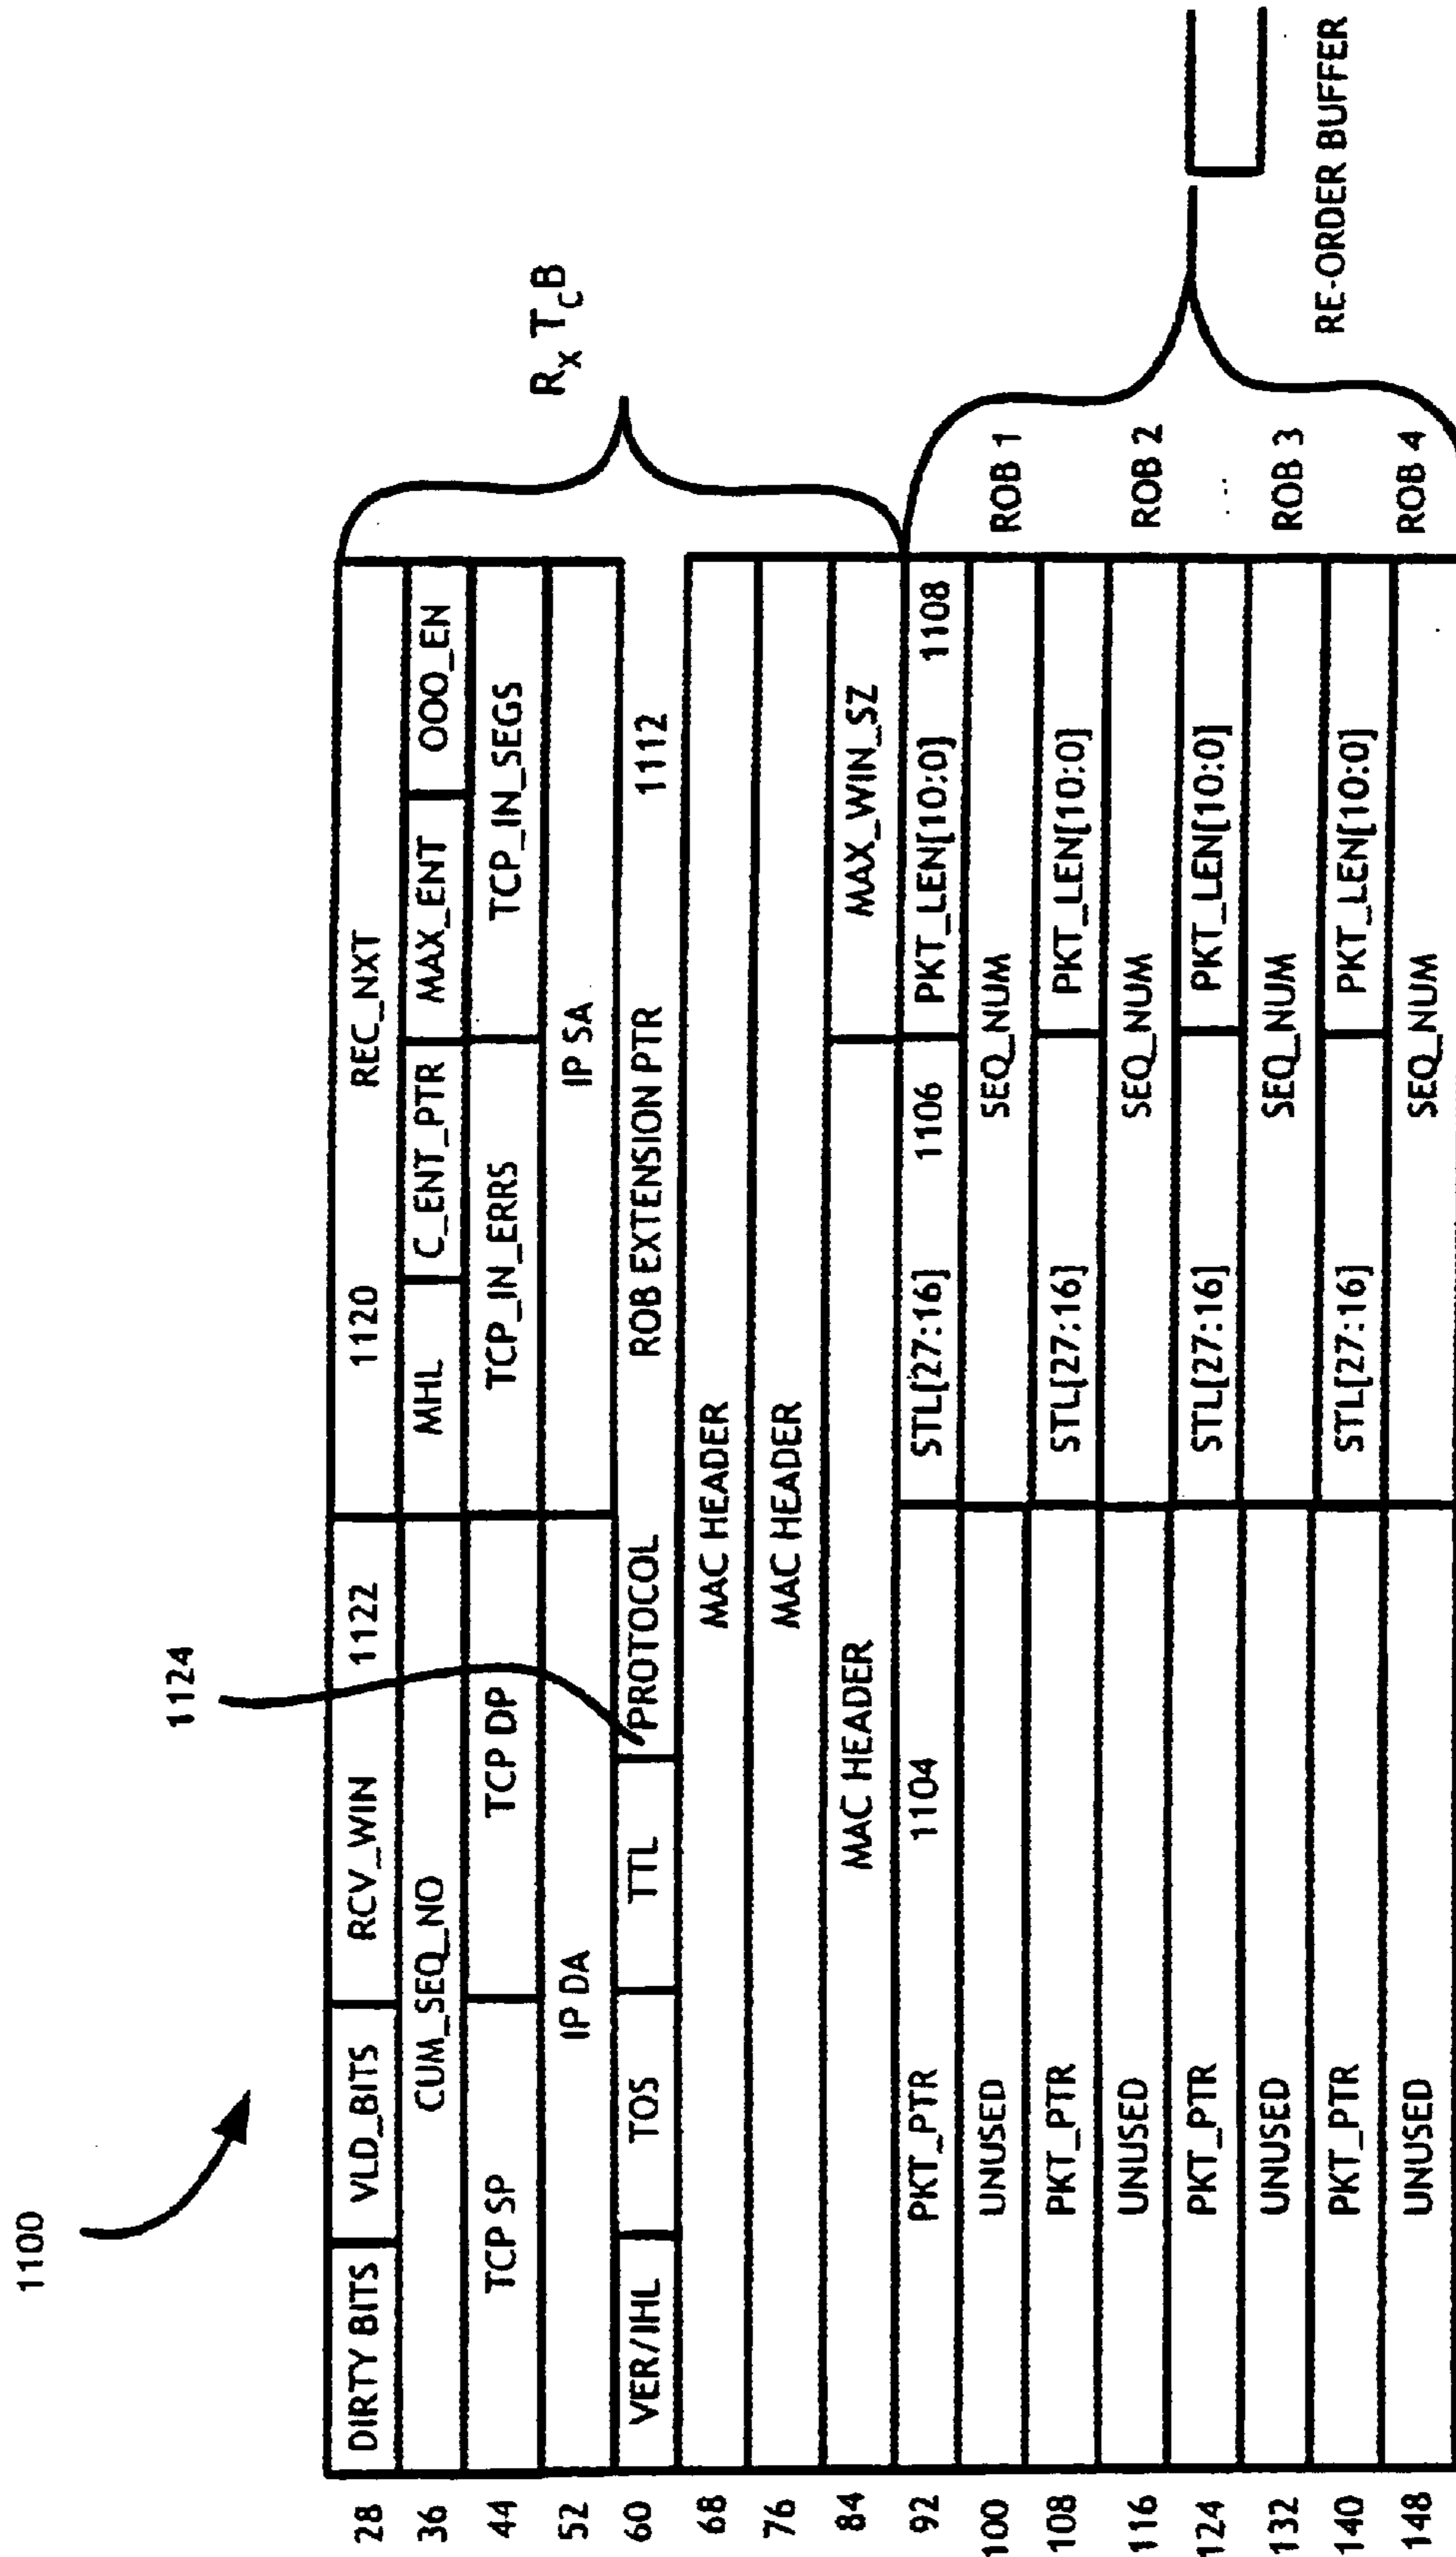 1100
1124
28 DIRTY BITS VLD_BITS RCV_WIN 1122 1120 REC_NXT
36 CUM_SEQ_NO MHL C_ENT_PTR MAX_ENT OOO_EN
44 TCP SP TCP DP TCP_IN_ERRS TCP_IN_SEGS
52 IP DA IP SA
60 VER/IHL TOS TTL PROTOCOL ROB EXTENSION PTR 1112
68 MAC HEADER
76 MAC HEADER
84 MAC HEADER MAX_WIN_SZ
Rx TcB
92 PKT_PTR 1104 STL[27:16] 1106 PKT_LEN[10:0] 1108
100 UNUSED SEQ_NUM ROB 1
108 PKT_PTR STL[27:16] PKT_LEN[10:0]
116 UNUSED SEQ_NUM ROB 2
124 PKT_PTR STL[27:16] PKT_LEN[10:0]
132 UNUSED SEQ_NUM ROB 3
140 PKT_PTR STL[27:16] PKT_LEN[10:0]
148 UNUSED SEQ_NUM ROB 4
RE-ORDER BUFFER